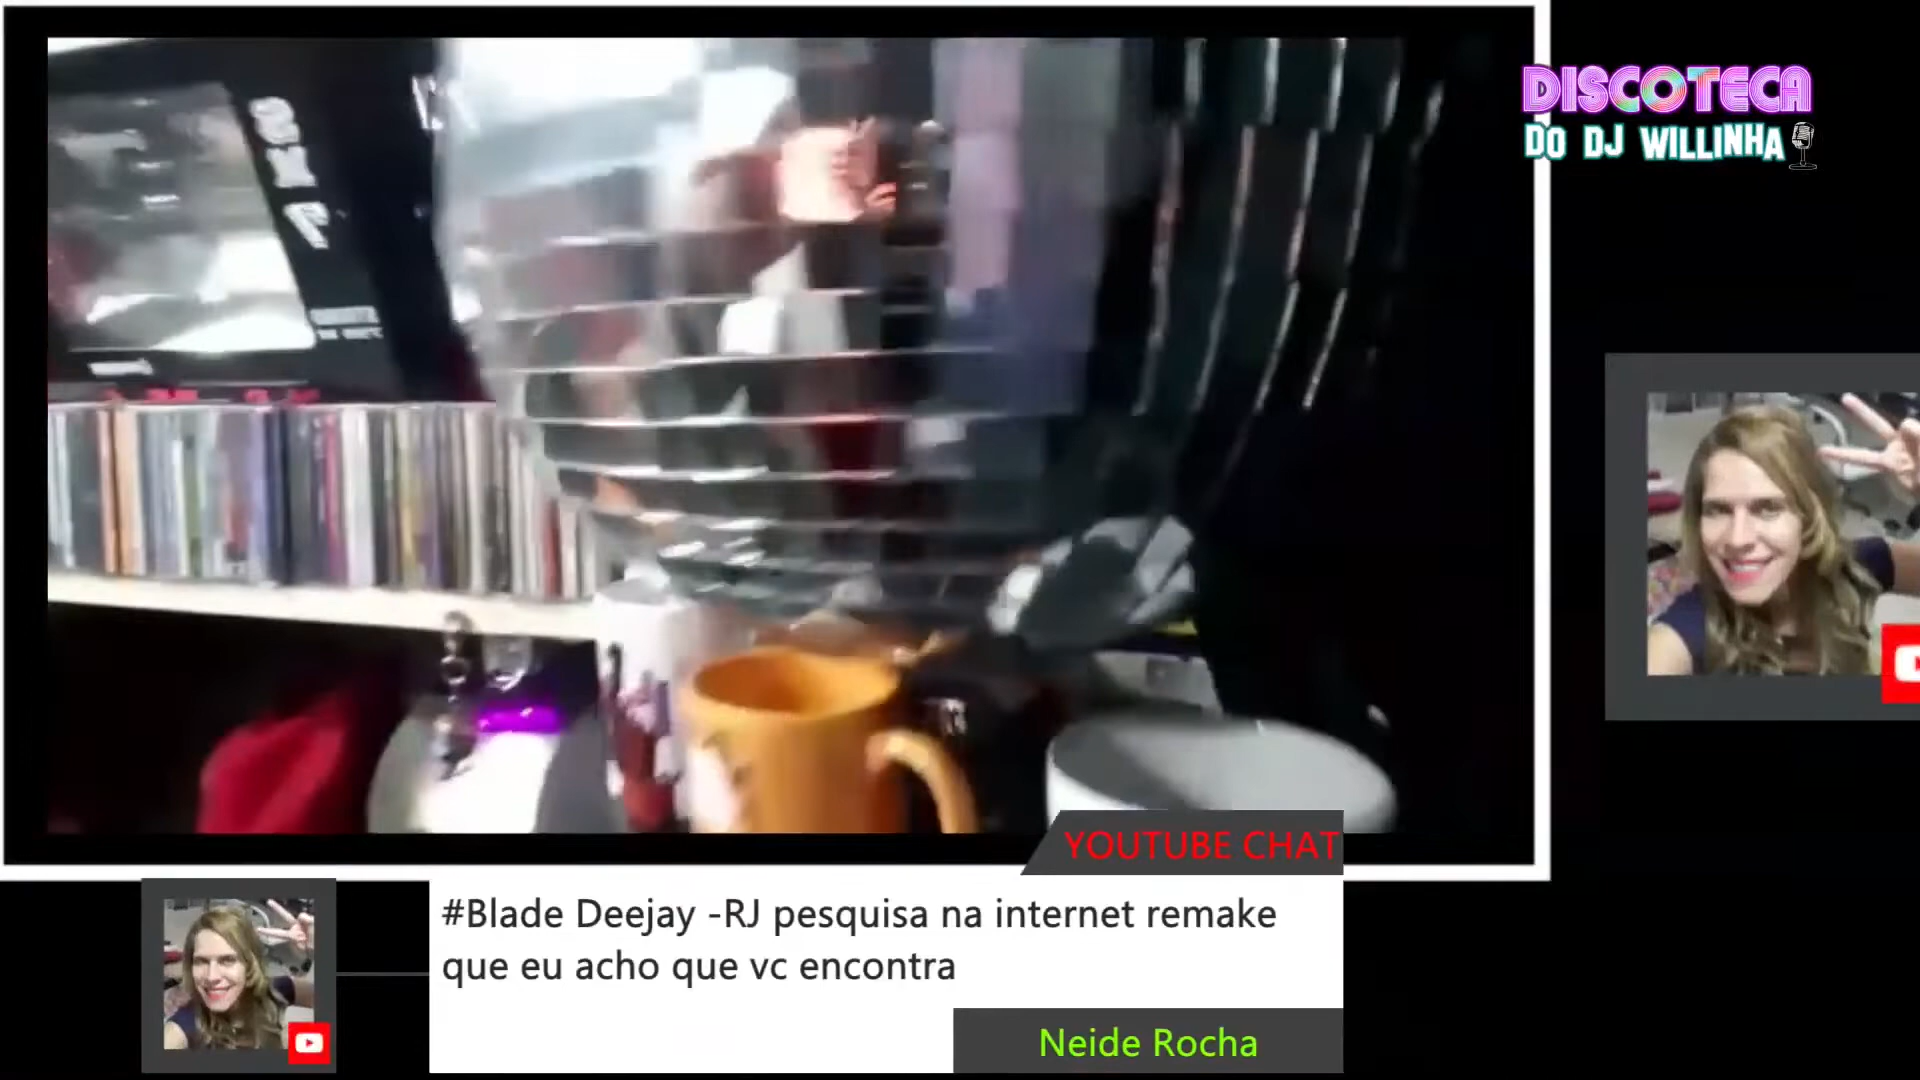 DISCOTECA
DO DJ WILLINHA
YOUTUBE CHAT
#Blade Deejay -RJ pesquisa na internet remake
que eu acho que vc encontra
Neide Rocha